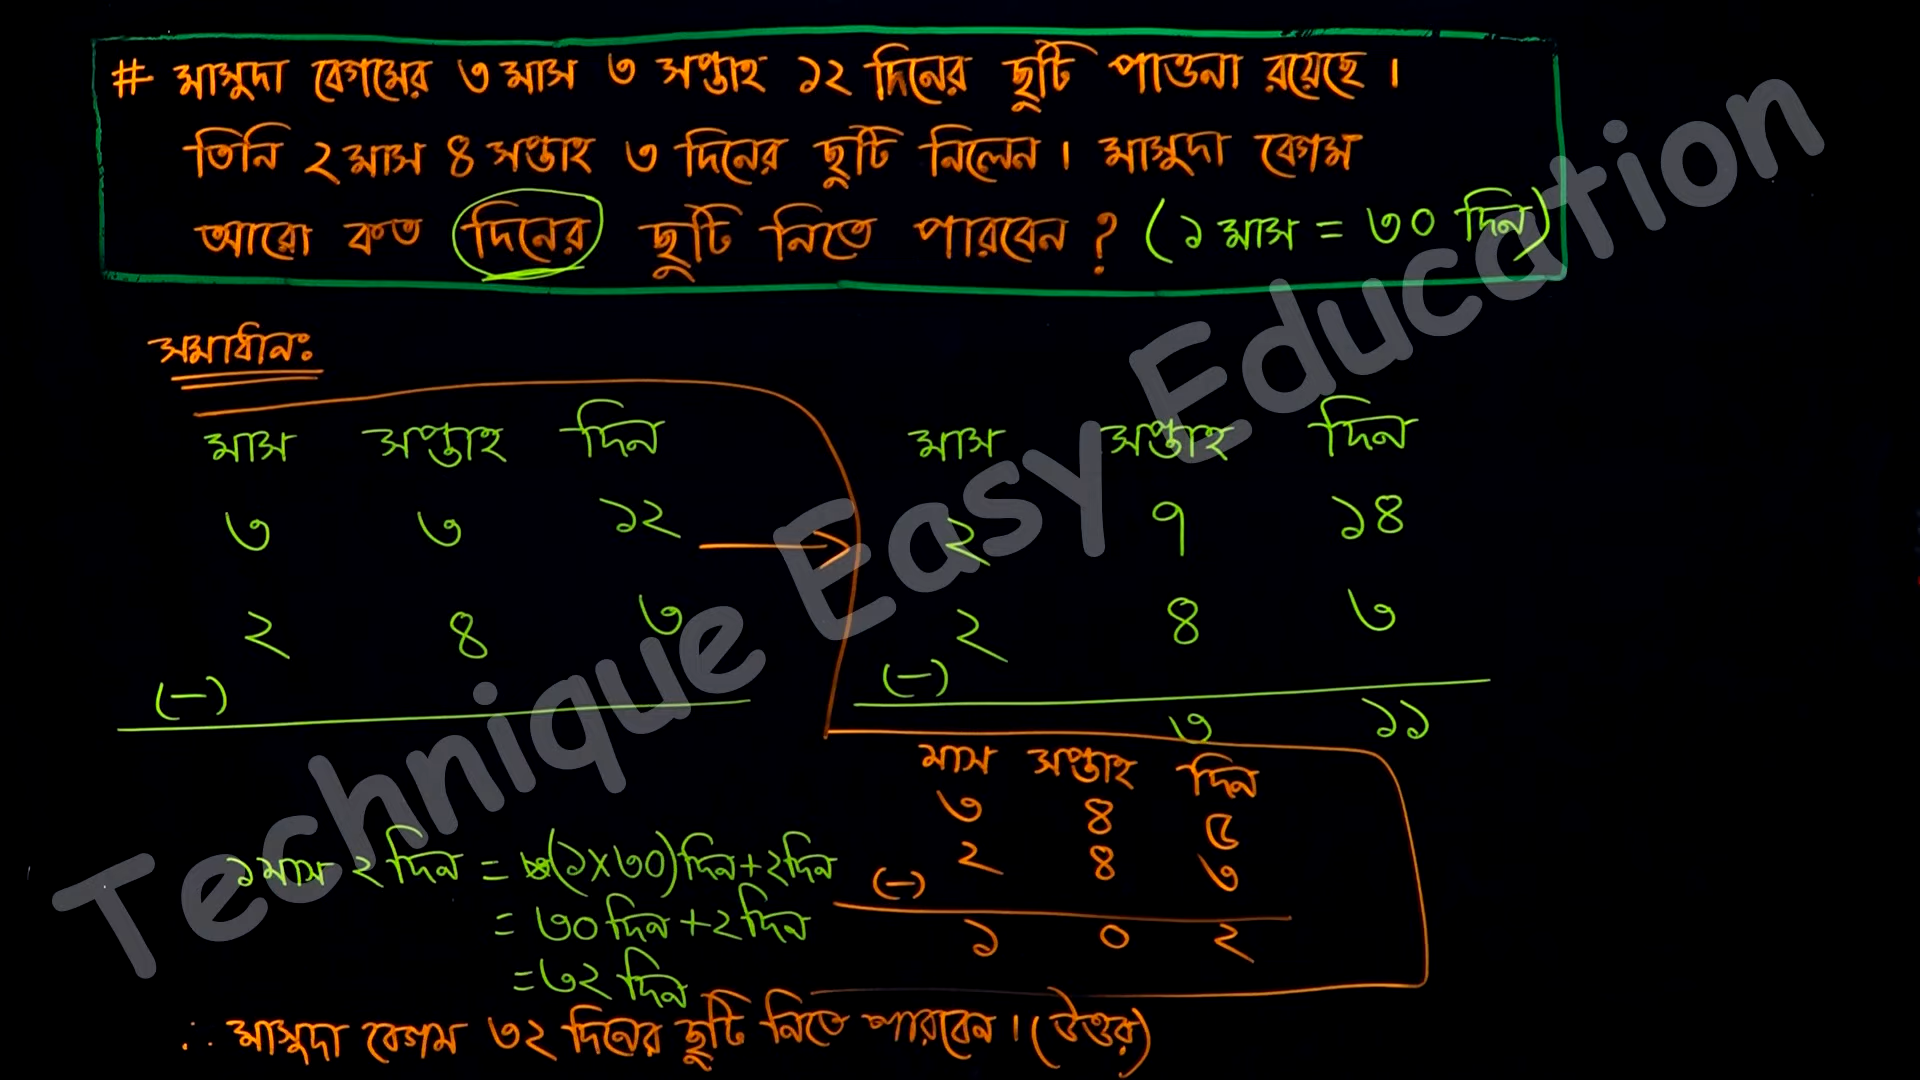 # মাসুদা বেগমের ৩ মাস ৩ সপ্তাহ ১২ দিনের ছুটি পাওনা রয়েছে।
তিনি ২ মাস ৪ সপ্তাহ ৩ দিনের ছুটি নিলেন। মাসুদা বেগম
আরো কত দিনের ছুটি নিতে পারবেন? (১ মাস = ৩০ দিন)
সমাধানঃ
মাস সপ্তাহ দিন
৩ ৩ ১২
২ ৪ ৩
(-)
মাস সপ্তাহ দিন
২ ৭ ১৪
২ ৪ ৩
(-)
৩ ১১
মাস সপ্তাহ দিন
৩ ৪ ৫
২ ৪ ৩
(-)
১ ০ ২
১ মাস ২ দিন = (১×৩০) দিন + ২ দিন
= ৩০ দিন + ২ দিন
= ৩২ দিন
∴ মাসুদা বেগম ৩২ দিনের ছুটি নিতে পারবেন। (উত্তর)
Technique Easy Education